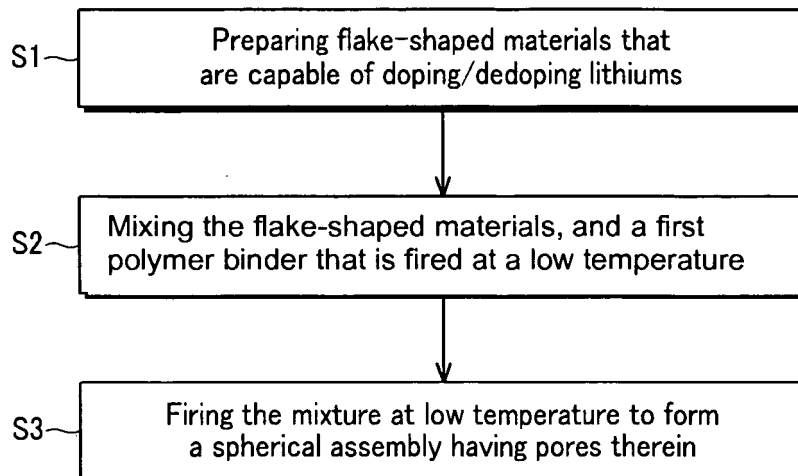 S1
Preparing flake-shaped materials that
are capable of doping/dedoping lithiums
S2
Mixing the flake-shaped materials, and a first
polymer binder that is fired at a low temperature
S3
Firing the mixture at low temperature to form
a spherical assembly having pores therein